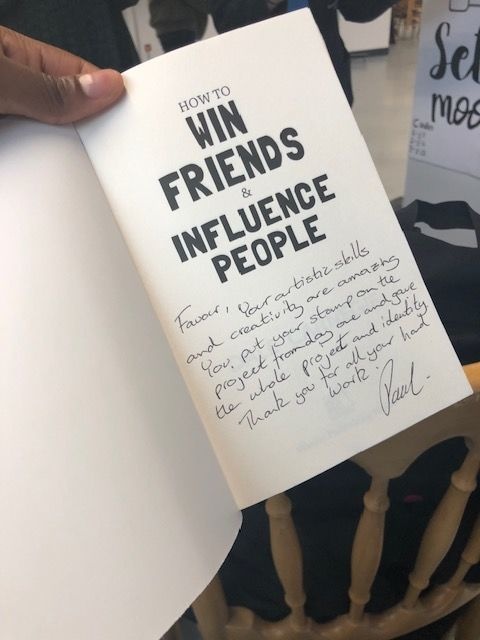 HOW TO
WIN
FRIENDS
&
INFLUENCE
PEOPLE
Favour, Your artistic skills
and creativity are amazing
You, put your stamp on the
project from day one and gave
the whole project and identity
Thank you for all your hard
work.
Paul.
Set
moo